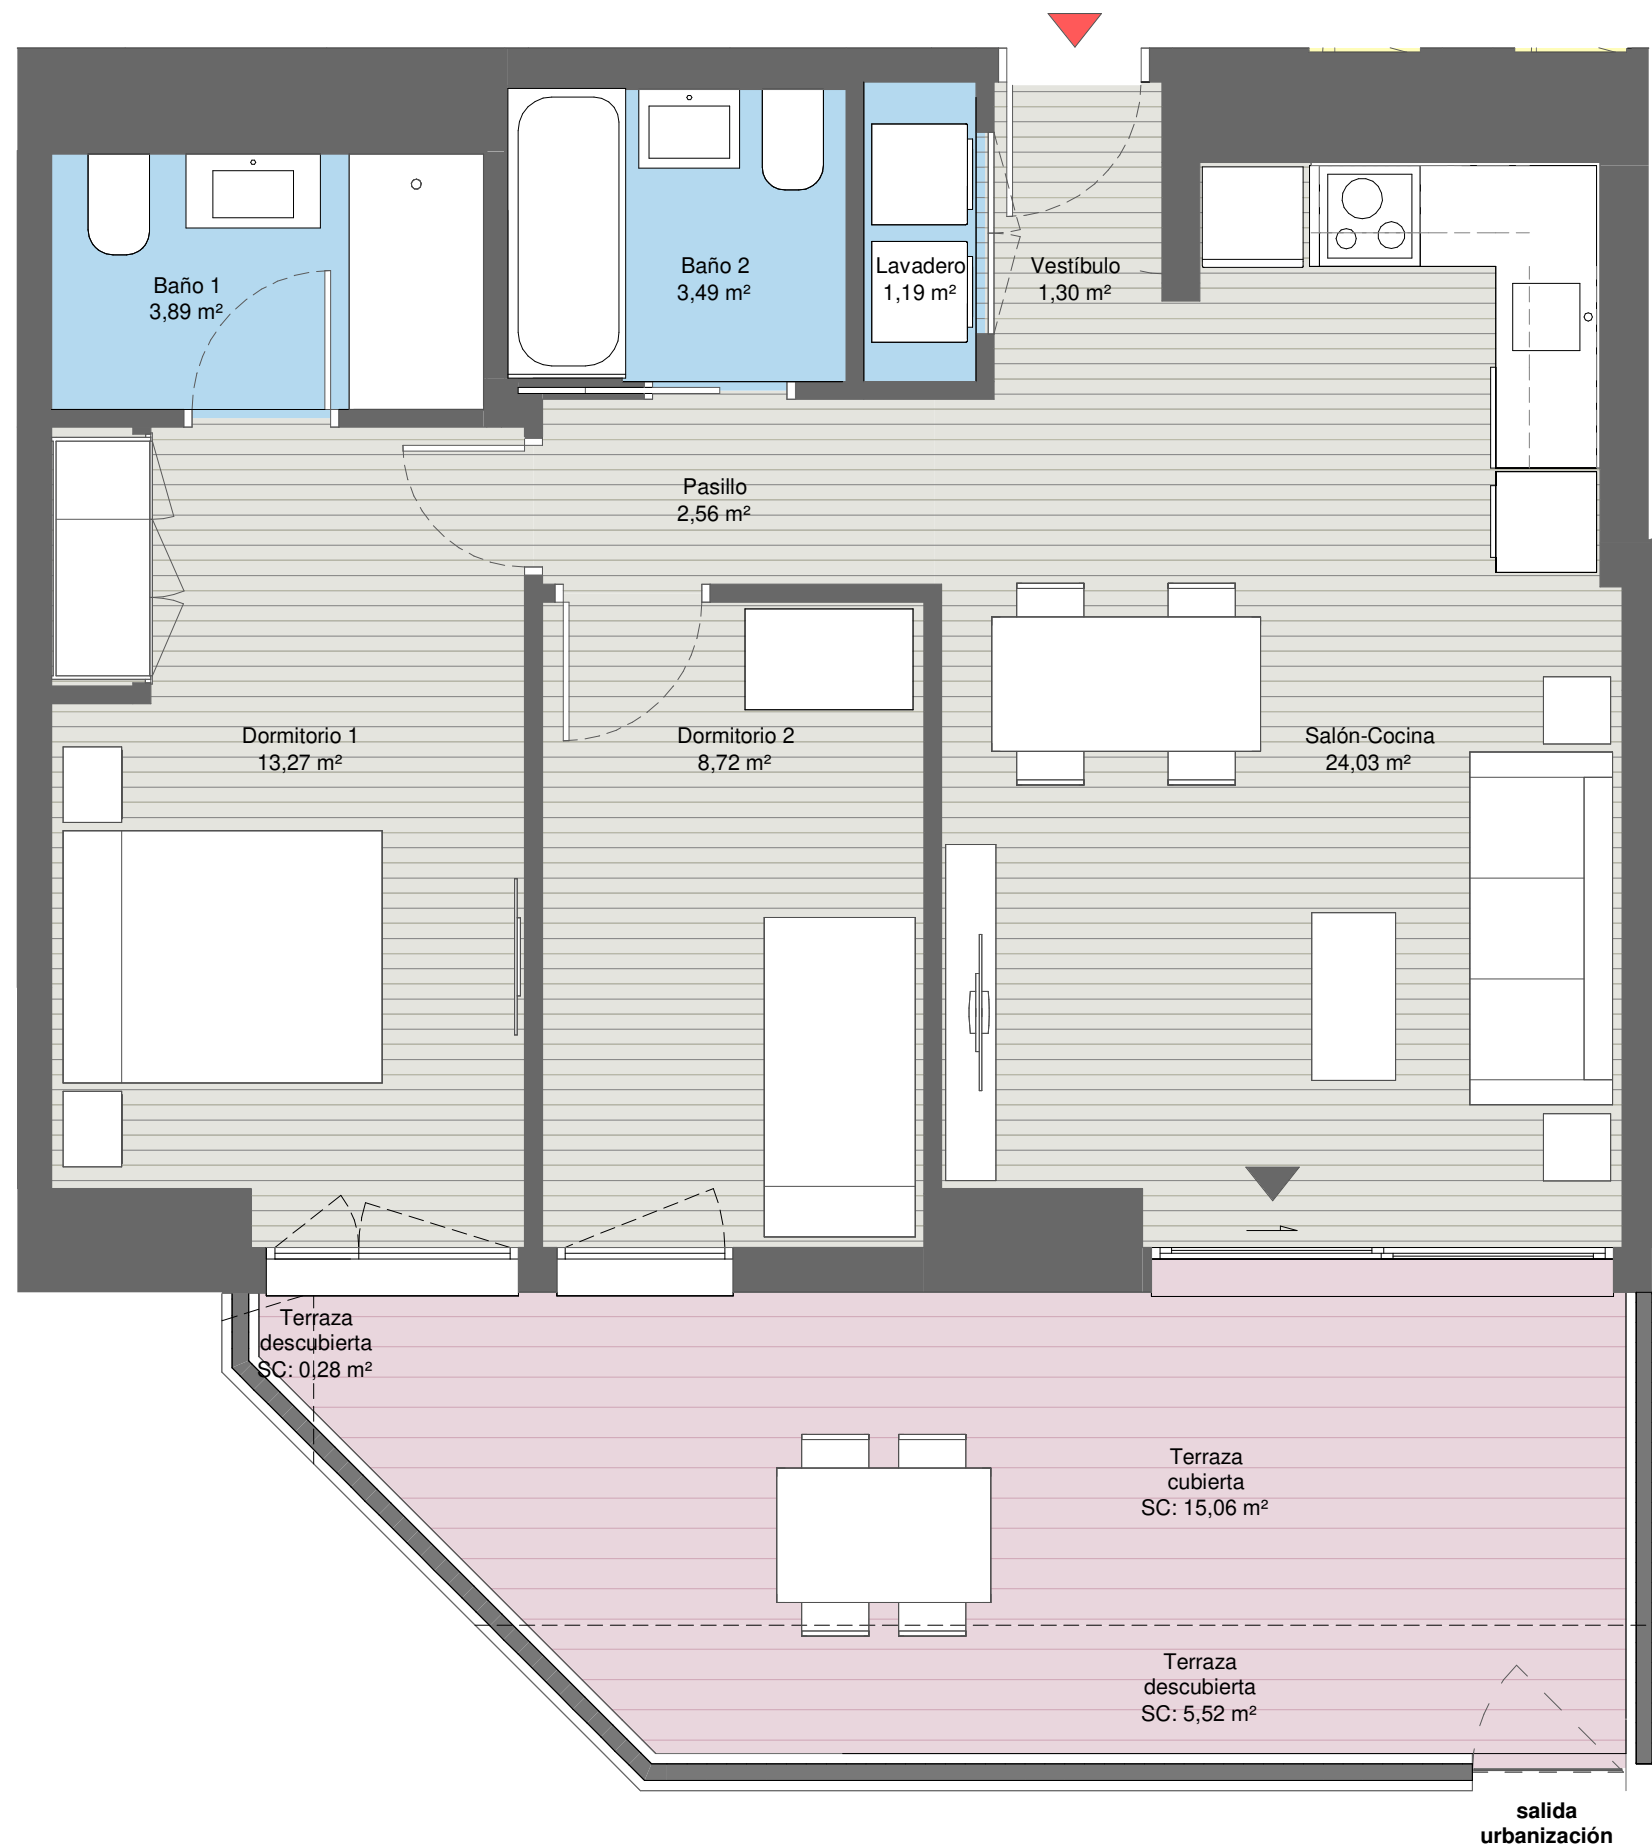 Baño 1
3,89 m²
Baño 2
3,49 m²
Lavadero
1,19 m²
Vestíbulo
1,30 m²
Pasillo
2,56 m²
Dormitorio 1
13,27 m²
Dormitorio 2
8,72 m²
Salón-Cocina
24,03 m²
Terraza
descubierta
SC: 0,28 m²
Terraza
cubierta
SC: 15,06 m²
Terraza
descubierta
SC: 5,52 m²
salida
urbanización